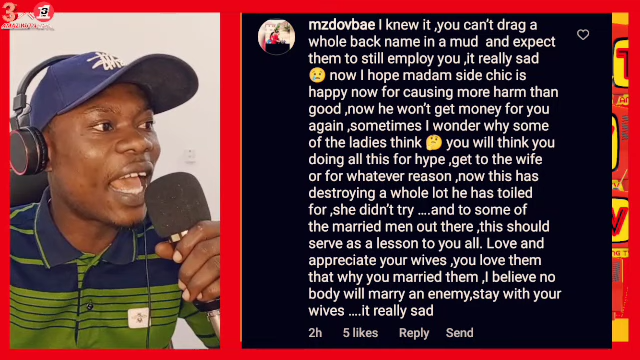 mzdovbae I knew it ,you can't drag a
whole back name in a mud and expect
them to still employ you ,it really sad
😢 now I hope madam side chic is
happy now for causing more harm than
good ,now he won't get money for you
again ,sometimes I wonder why some
of the ladies think 🤔 you will think you
doing all this for hype ,get to the wife
or for whatever reason ,now this has
destroying a whole lot he has toiled
for ,she didn't try ....and to some of
the married men out there ,this should
serve as a lesson to you all. Love and
appreciate your wives ,you love them
that why you married them ,I believe no
body will marry an enemy,stay with your
wives ....it really sad
2h 5 likes Reply Send